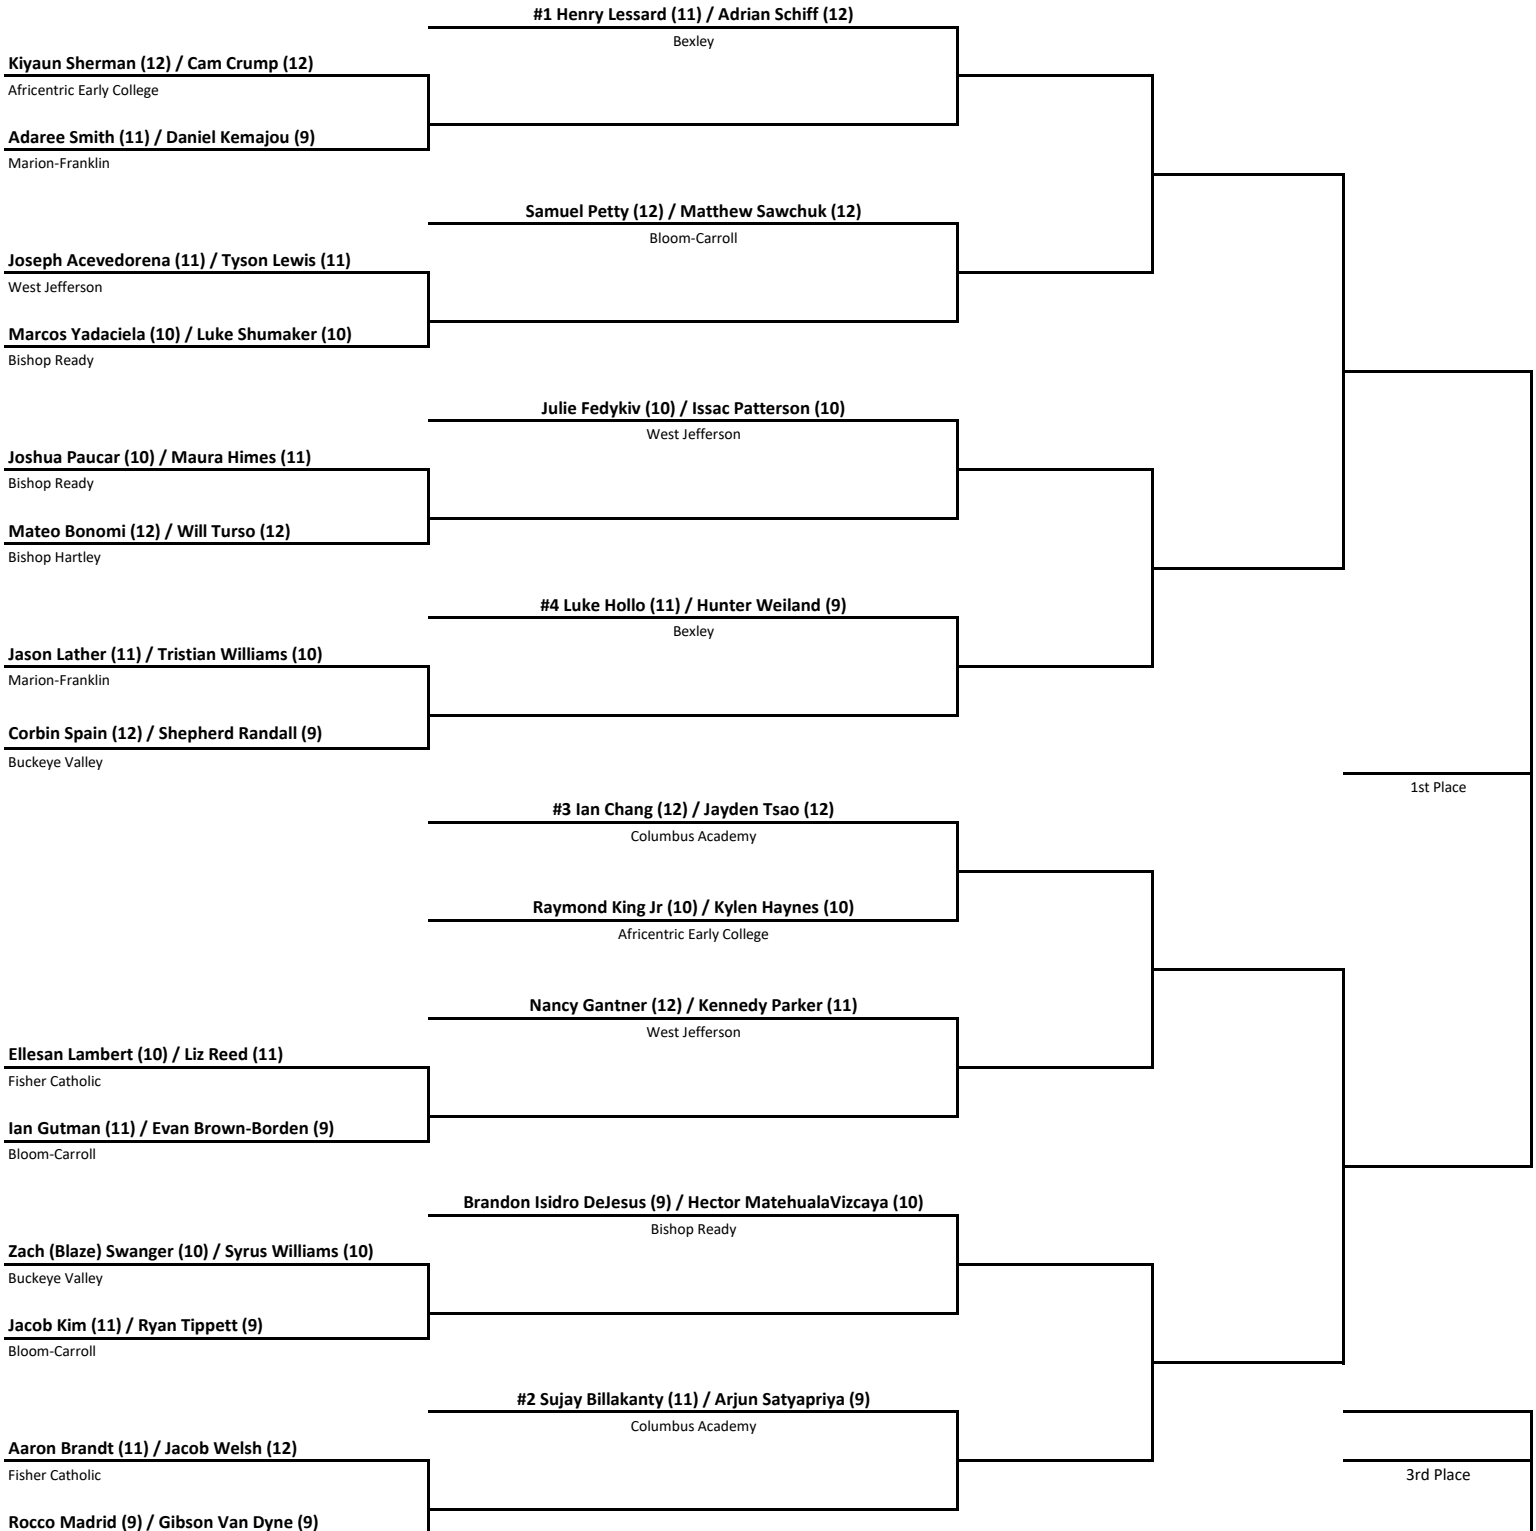 #1 Henry Lessard (11) / Adrian Schiff (12)
Bexley
Kiyaun Sherman (12) / Cam Crump (12)
Africentric Early College
Adaree Smith (11) / Daniel Kemajou (9)
Marion-Franklin
Samuel Petty (12) / Matthew Sawchuk (12)
Bloom-Carroll
Joseph Acevedorena (11) / Tyson Lewis (11)
West Jefferson
Marcos Yadaciela (10) / Luke Shumaker (10)
Bishop Ready
Julie Fedykiv (10) / Issac Patterson (10)
West Jefferson
Joshua Paucar (10) / Maura Himes (11)
Bishop Ready
Mateo Bonomi (12) / Will Turso (12)
Bishop Hartley
#4 Luke Hollo (11) / Hunter Weiland (9)
Bexley
Jason Lather (11) / Tristian Williams (10)
Marion-Franklin
Corbin Spain (12) / Shepherd Randall (9)
Buckeye Valley
1st Place
#3 Ian Chang (12) / Jayden Tsao (12)
Columbus Academy
Raymond King Jr (10) / Kylen Haynes (10)
Africentric Early College
Nancy Gantner (12) / Kennedy Parker (11)
West Jefferson
Ellesan Lambert (10) / Liz Reed (11)
Fisher Catholic
Ian Gutman (11) / Evan Brown-Borden (9)
Bloom-Carroll
Brandon Isidro DeJesus (9) / Hector MatehualaVizcaya (10)
Bishop Ready
Zach (Blaze) Swanger (10) / Syrus Williams (10)
Buckeye Valley
Jacob Kim (11) / Ryan Tippett (9)
Bloom-Carroll
#2 Sujay Billakanty (11) / Arjun Satyapriya (9)
Columbus Academy
Aaron Brandt (11) / Jacob Welsh (12)
Fisher Catholic
3rd Place
Rocco Madrid (9) / Gibson Van Dyne (9)